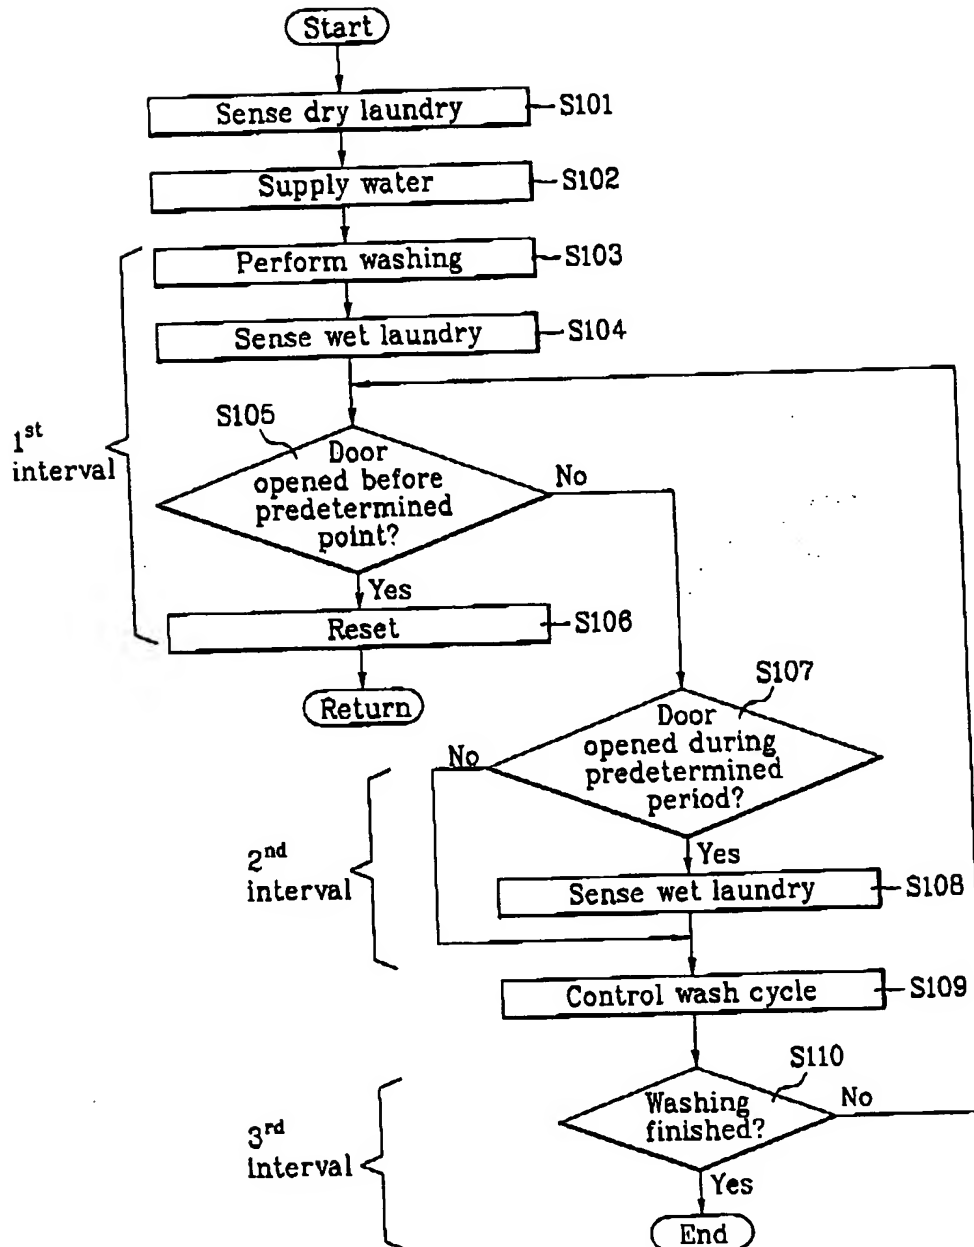 Start
Sense dry laundry
S101
Supply water
S102
Perform washing
S103
Sense wet laundry
S104
S105
Door
opened before
predetermined
point?
No
1st
interval
Yes
Reset
S106
Return
S107
Door
opened during
predetermined
period?
No
Yes
2nd
interval
Sense wet laundry
S108
Control wash cycle
S109
S110
Washing
finished?
No
3rd
interval
Yes
End